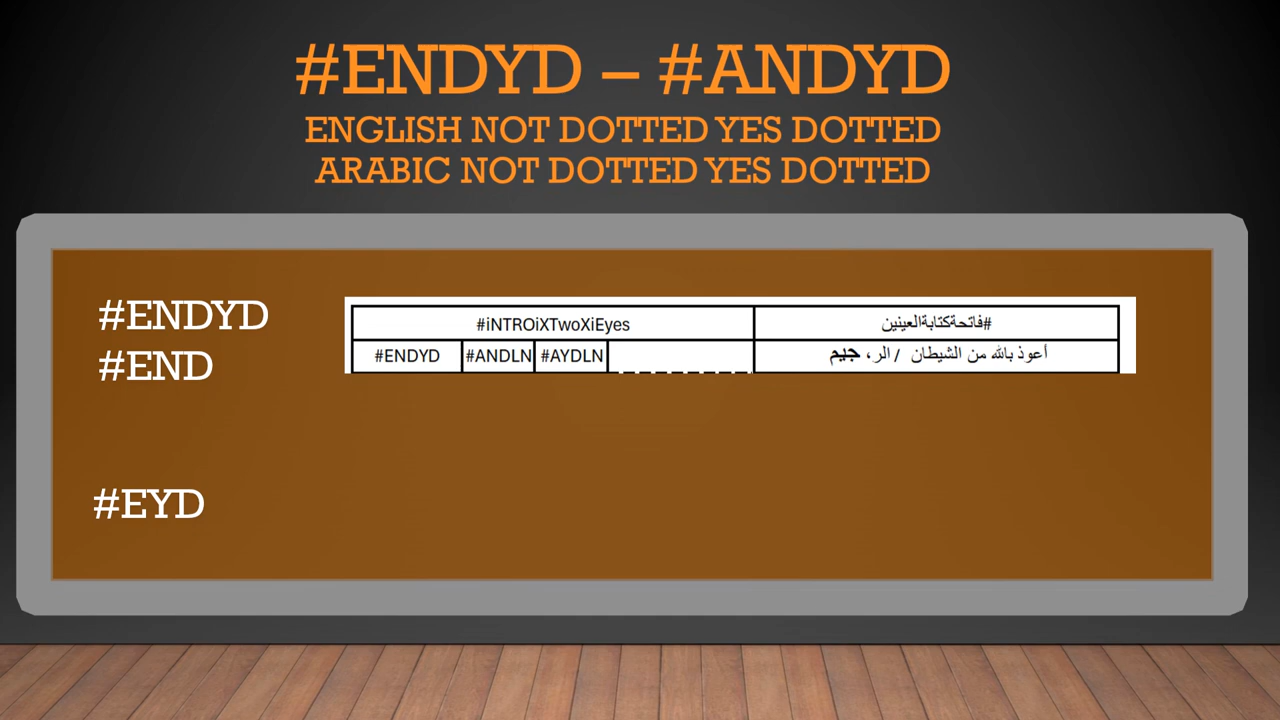 #ENDYD – #ANDYD
ENGLISH NOT DOTTED YES DOTTED
ARABIC NOT DOTTED YES DOTTED
#ENDYD
#END
#EYD
#iNTROiXTwoXiEyes
#فاتحةكتابةالعينين
#ENDYD #ANDLN #AYDLN
أعوذ بالله من الشيطان / الر، جيم